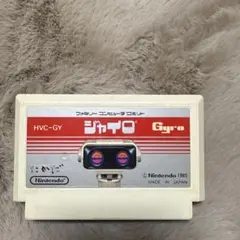 ファミリー コンピュータ ロボット
HVC-GY
ジャイロ
Gyro
Nintendo
© Nintendo 1985
MADE IN JAPAN